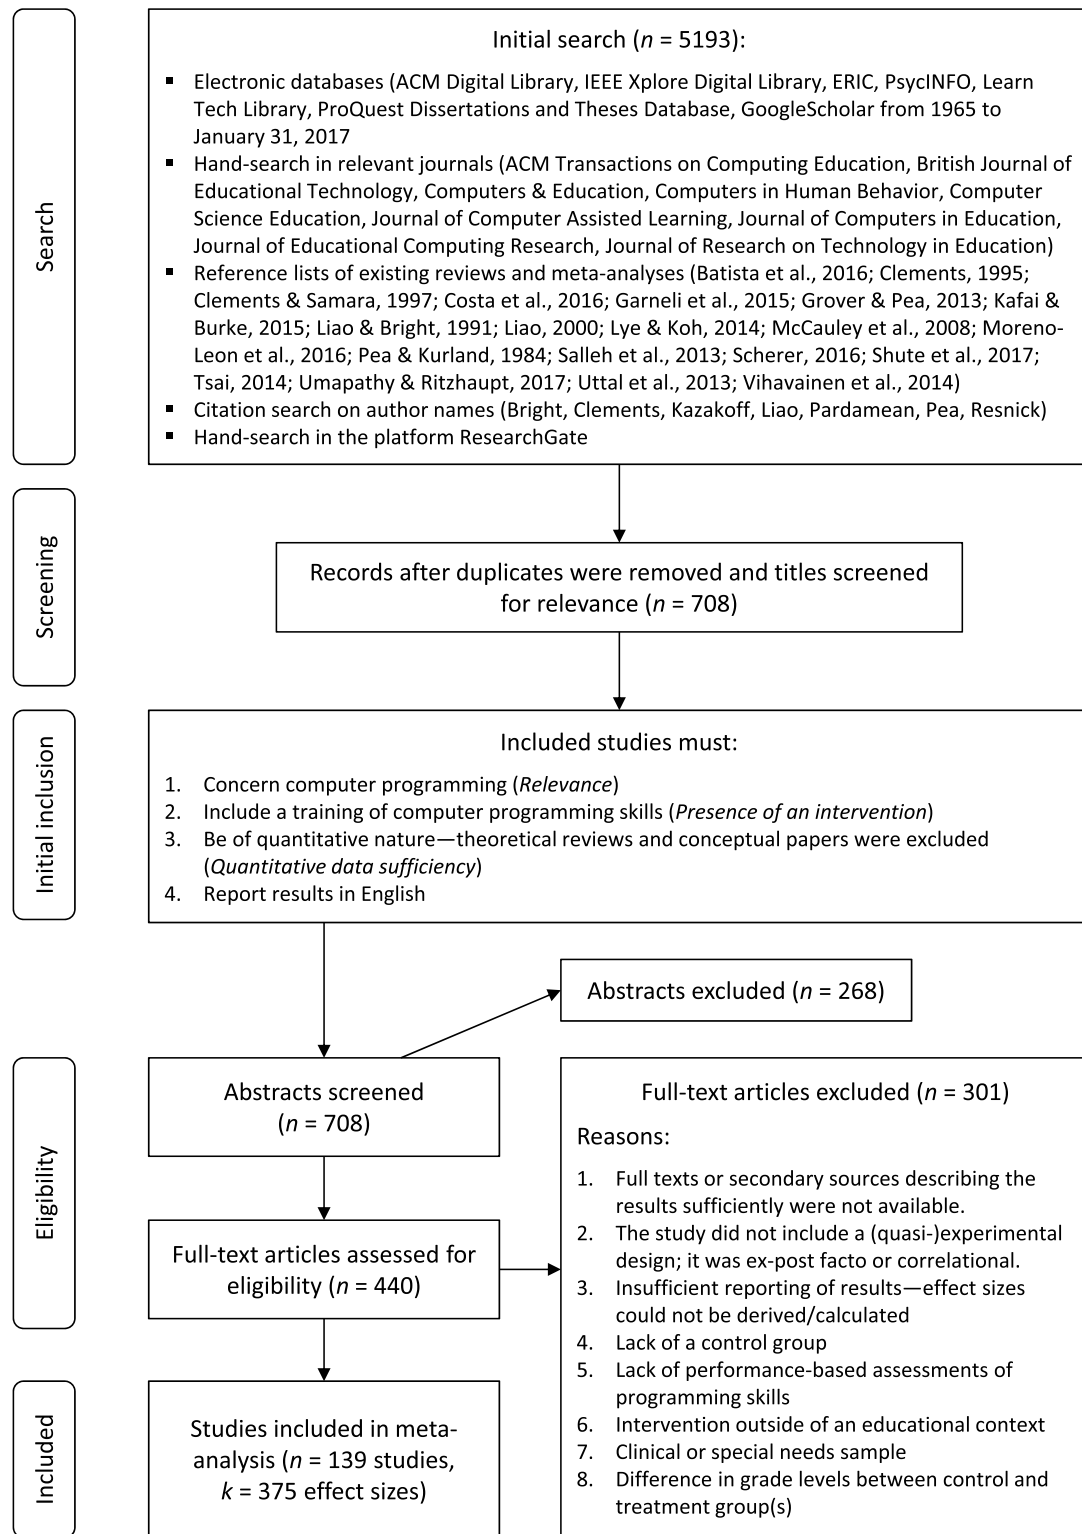 Search
Initial search (n = 5193):
▪ Electronic databases (ACM Digital Library, IEEE Xplore Digital Library, ERIC, PsycINFO, Learn
Tech Library, ProQuest Dissertations and Theses Database, GoogleScholar from 1965 to
January 31, 2017
▪ Hand-search in relevant journals (ACM Transactions on Computing Education, British Journal of
Educational Technology, Computers & Education, Computers in Human Behavior, Computer
Science Education, Journal of Computer Assisted Learning, Journal of Computers in Education,
Journal of Educational Computing Research, Journal of Research on Technology in Education)
▪ Reference lists of existing reviews and meta-analyses (Batista et al., 2016; Clements, 1995;
Clements & Samara, 1997; Costa et al., 2016; Garneli et al., 2015; Grover & Pea, 2013; Kafai &
Burke, 2015; Liao & Bright, 1991; Liao, 2000; Lye & Koh, 2014; McCauley et al., 2008; Moreno-
Leon et al., 2016; Pea & Kurland, 1984; Salleh et al., 2013; Scherer, 2016; Shute et al., 2017;
Tsai, 2014; Umapathy & Ritzhaupt, 2017; Uttal et al., 2013; Vihavainen et al., 2014)
▪ Citation search on author names (Bright, Clements, Kazakoff, Liao, Pardamean, Pea, Resnick)
▪ Hand-search in the platform ResearchGate
Screening
Records after duplicates were removed and titles screened
for relevance (n = 708)
Initial inclusion
Included studies must:
1. Concern computer programming (Relevance)
2. Include a training of computer programming skills (Presence of an intervention)
3. Be of quantitative nature—theoretical reviews and conceptual papers were excluded
(Quantitative data sufficiency)
4. Report results in English
Abstracts excluded (n = 268)
Eligibility
Abstracts screened
(n = 708)
Full-text articles assessed for
eligibility (n = 440)
Full-text articles excluded (n = 301)
Reasons:
1. Full texts or secondary sources describing the
results sufficiently were not available.
2. The study did not include a (quasi-)experimental
design; it was ex-post facto or correlational.
3. Insufficient reporting of results—effect sizes
could not be derived/calculated
4. Lack of a control group
5. Lack of performance-based assessments of
programming skills
6. Intervention outside of an educational context
7. Clinical or special needs sample
8. Difference in grade levels between control and
treatment group(s)
Included
Studies included in meta-
analysis (n = 139 studies,
k = 375 effect sizes)